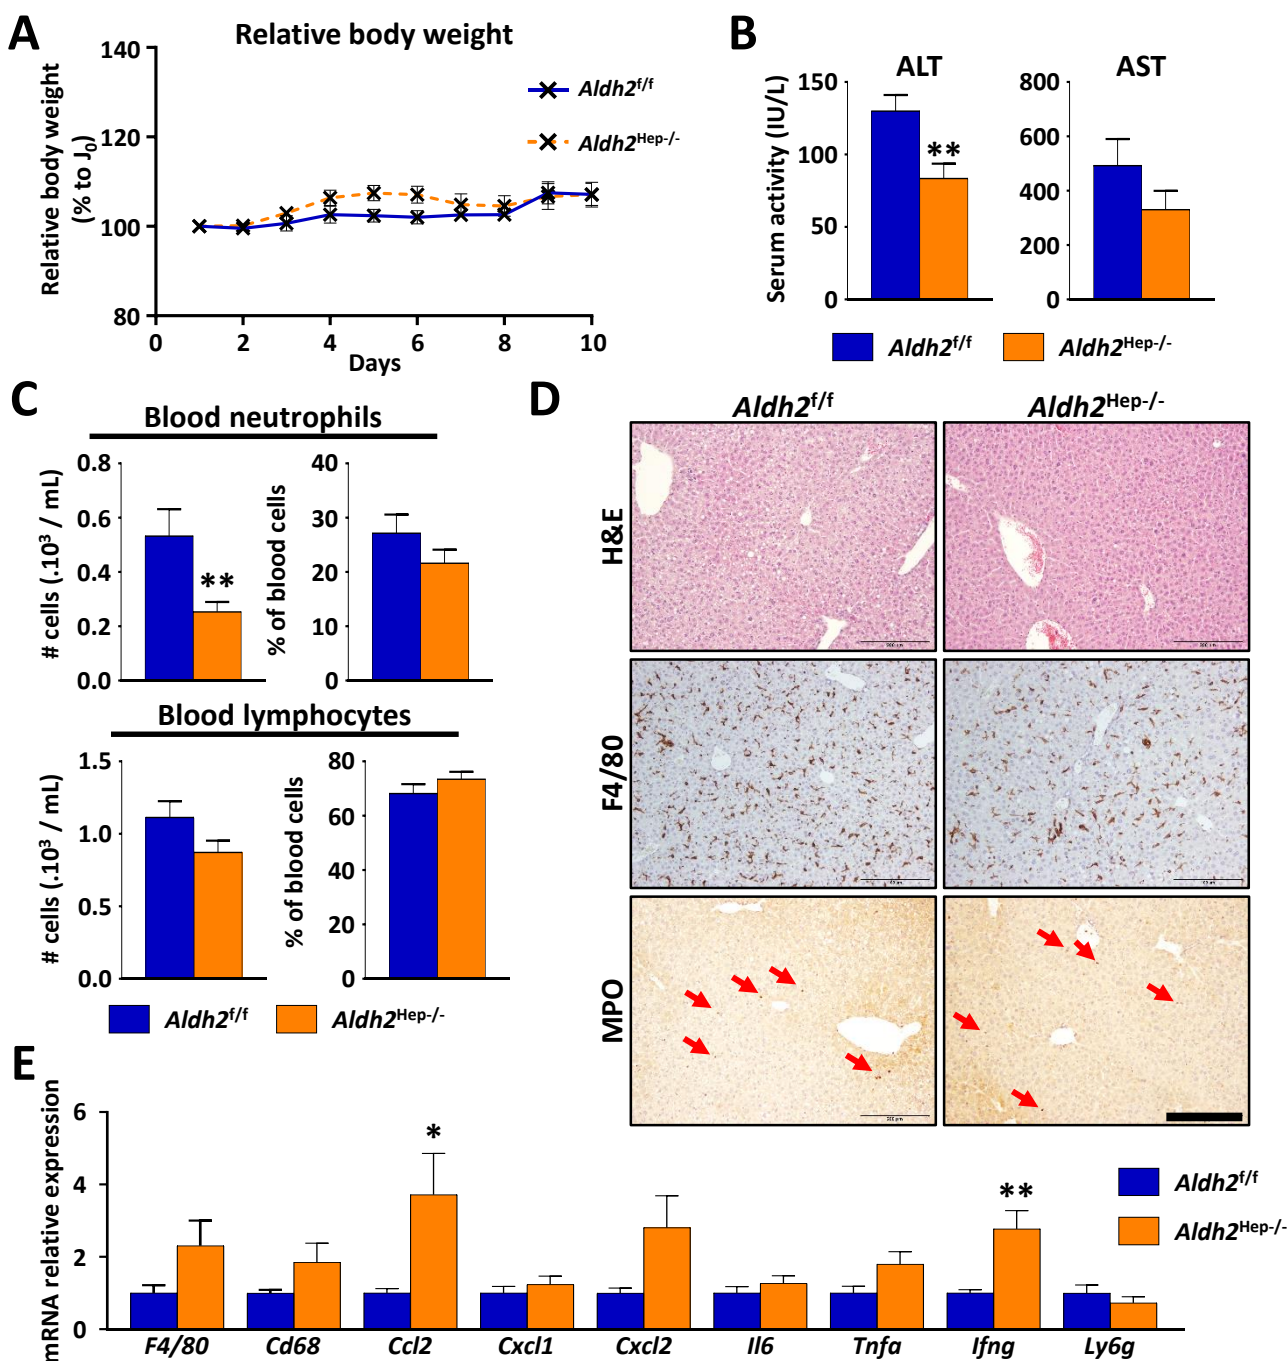 A
Relative body weight
Relative body weight
(% to J₀)
140
120
100
80
0
2
4
6
8
10
Days
Aldh2f/f
Aldh2Hep-/-
B
ALT
AST
Serum activity (IU/L)
150
100
50
0
**
800
600
400
200
0
Aldh2f/f
Aldh2Hep-/-
C
Blood neutrophils
# cells (.10³ / mL)
0.8
0.6
0.4
0.2
0.0
**
% of blood cells
40
30
20
10
0
Blood lymphocytes
# cells (.10³ / mL)
1.5
1.0
0.5
0.0
% of blood cells
80
60
40
20
0
Aldh2f/f
Aldh2Hep-/-
D
Aldh2f/f
Aldh2Hep-/-
H&E
F4/80
MPO
E
mRNA relative expression
6
4
2
0
*
**
F4/80
Cd68
Ccl2
Cxcl1
Cxcl2
Il6
Tnfa
Ifng
Ly6g
Aldh2f/f
Aldh2Hep-/-